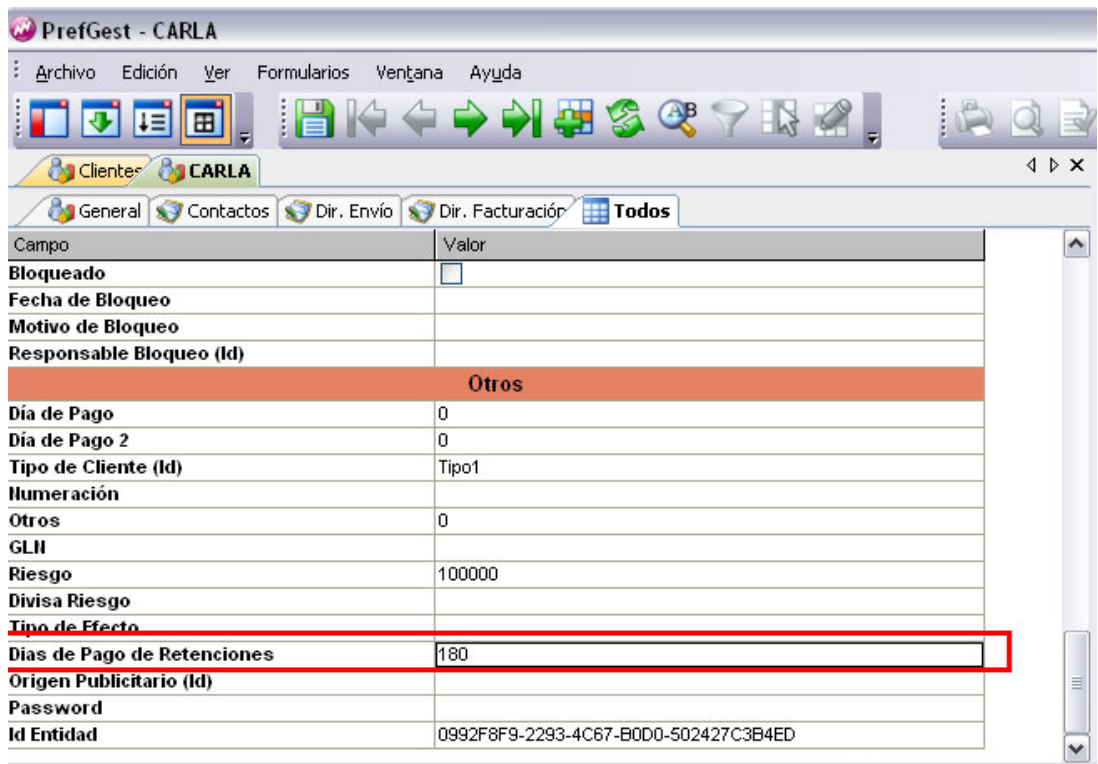 PrefGest - CARLA
Archivo Edición Ver Formularios Ventana Ayuda
Clientes CARLA
General Contactos Dir. Envío Dir. Facturación Todos
Campo Valor
Bloqueado
Fecha de Bloqueo
Motivo de Bloqueo
Responsable Bloqueo (Id)
Otros
Día de Pago 0
Día de Pago 2 0
Tipo de Cliente (Id) Tipo1
Numeración
Otros 0
GLN
Riesgo 100000
Divisa Riesgo
Tipo de Efecto
Dias de Pago de Retenciones 180
Origen Publicitario (Id)
Password
Id Entidad 0992F8F9-2293-4C67-B0D0-502427C3B4ED